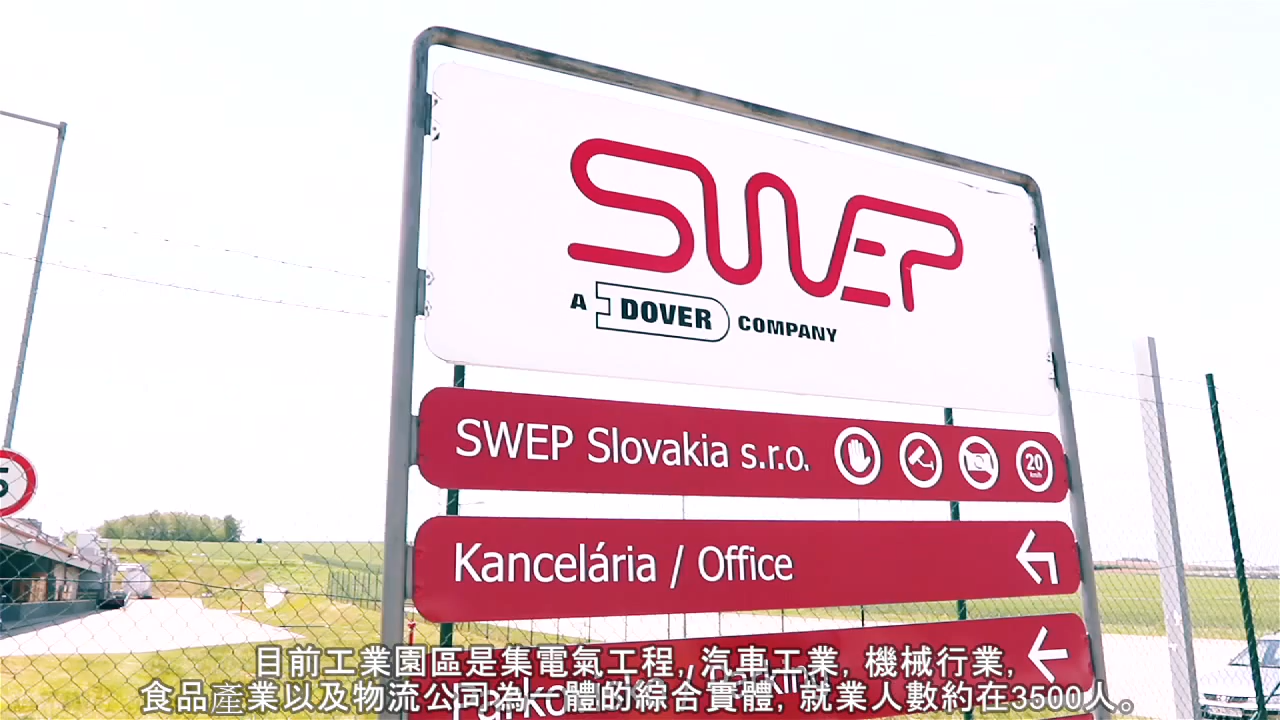 SWEP
A DOVER COMPANY
SWEP Slovakia s.r.o.
20
km/h
Kancelária / Office
5
目前工業園區是集電氣工程, 汽車工業, 機械行業,
食品產業以及物流公司為一體的綜合實體, 就業人數約在3500人。